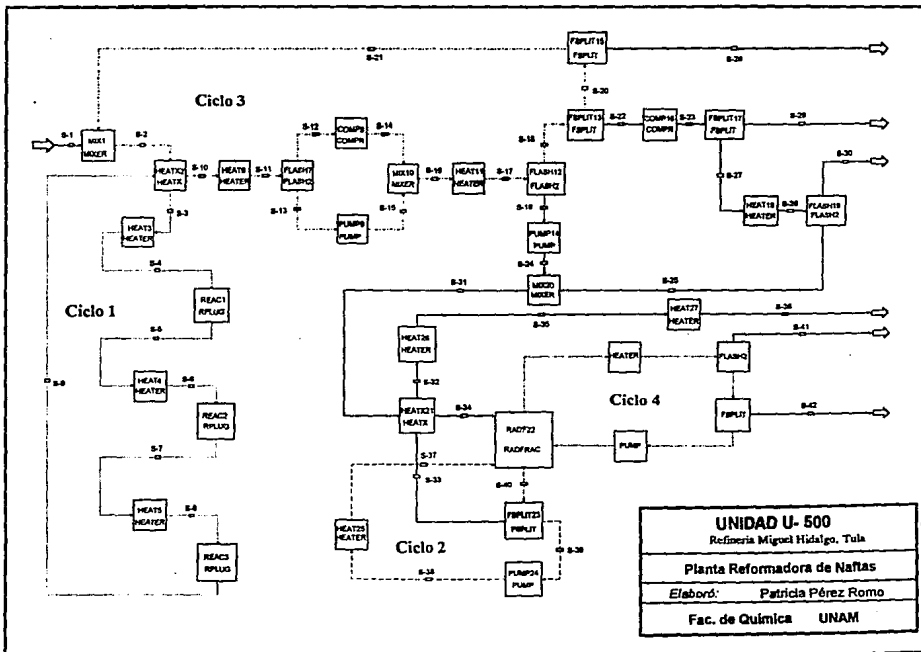 S-21
FSPLIT15
FSPLIT
S-26
S-20
Ciclo 3
S-1
S-2
MIX1
MIXER
S-12
COMP8
COMPR
S-14
S-18
FSPLIT13
FSPLIT
S-22
COMP16
COMPR
S-23
FSPLIT17
FSPLIT
S-29
S-30
HEATX2
HEATX
S-10
HEAT6
HEATER
S-11
FLASH7
FLASH2
MIX10
MIXER
S-16
HEAT11
HEATER
S-17
FLASH12
FLASH2
S-27
S-13
S-15
PUMP9
PUMP
S-3
HEAT3
HEATER
S-19
PUMP14
PUMP
HEAT18
HEATER
S-28
FLASH19
FLASH2
S-4
S-24
S-31
MIX20
MIXER
S-25
Ciclo 1
REAC1
RPLUG
S-5
HEAT27
HEATER
S-36
S-35
S-41
HEAT26
HEATER
HEATER
FLASH2
S-9
HEAT4
HEATER
S-6
S-32
Ciclo 4
REAC2
RPLUG
HEATX21
HEATX
S-34
RADF22
RADFRAC
FSPLIT
S-42
PUMP
S-7
S-37
S-33
S-40
HEAT5
HEATER
S-8
HEAT25
HEATER
Ciclo 2
FSPLIT23
FSPLIT
S-39
REAC3
RPLUG
S-38
PUMP24
PUMP
UNIDAD U- 500
Refinería Miguel Hidalgo, Tula
Planta Reformadora de Naftas
Elaboró: Patricia Pérez Romo
Fac. de Química UNAM